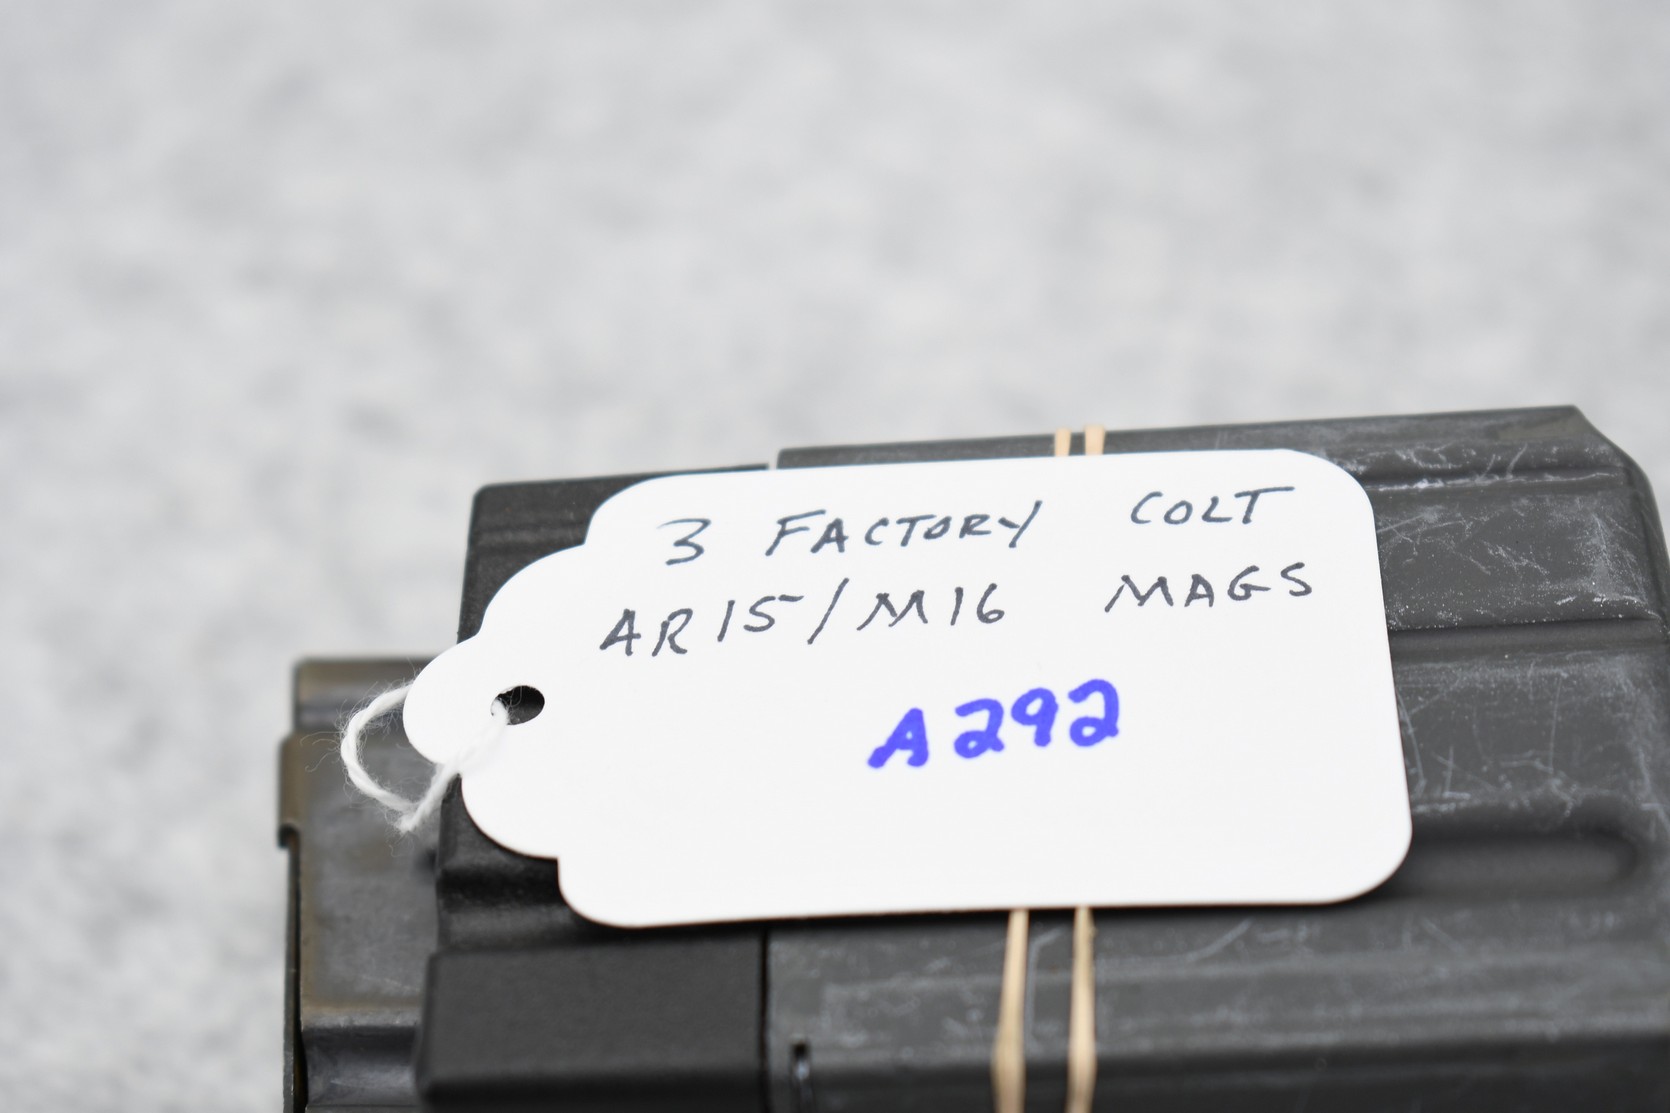 3 FACTORY COLT
AR15/M16 MAGS
A292